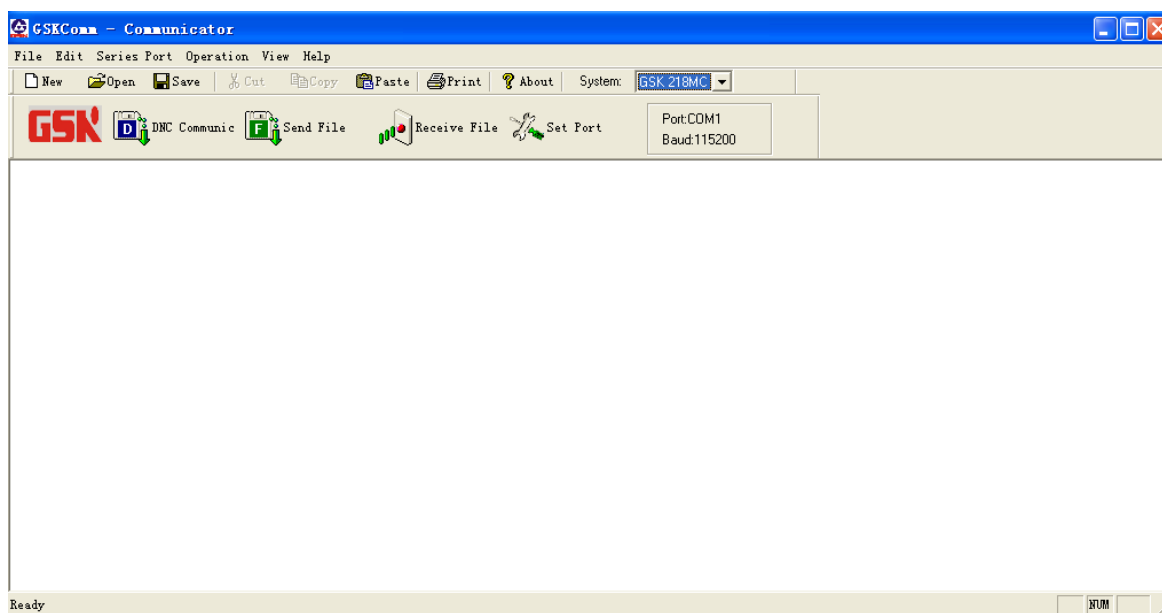 GSKComm - Communicator
File Edit Series Port Operation View Help
New Open Save Cut Copy Paste Print About System: GSK 218MC
GSK D DNC Communic F Send File Receive File Set Port Port:COM1
Baud:115200
Ready NUM